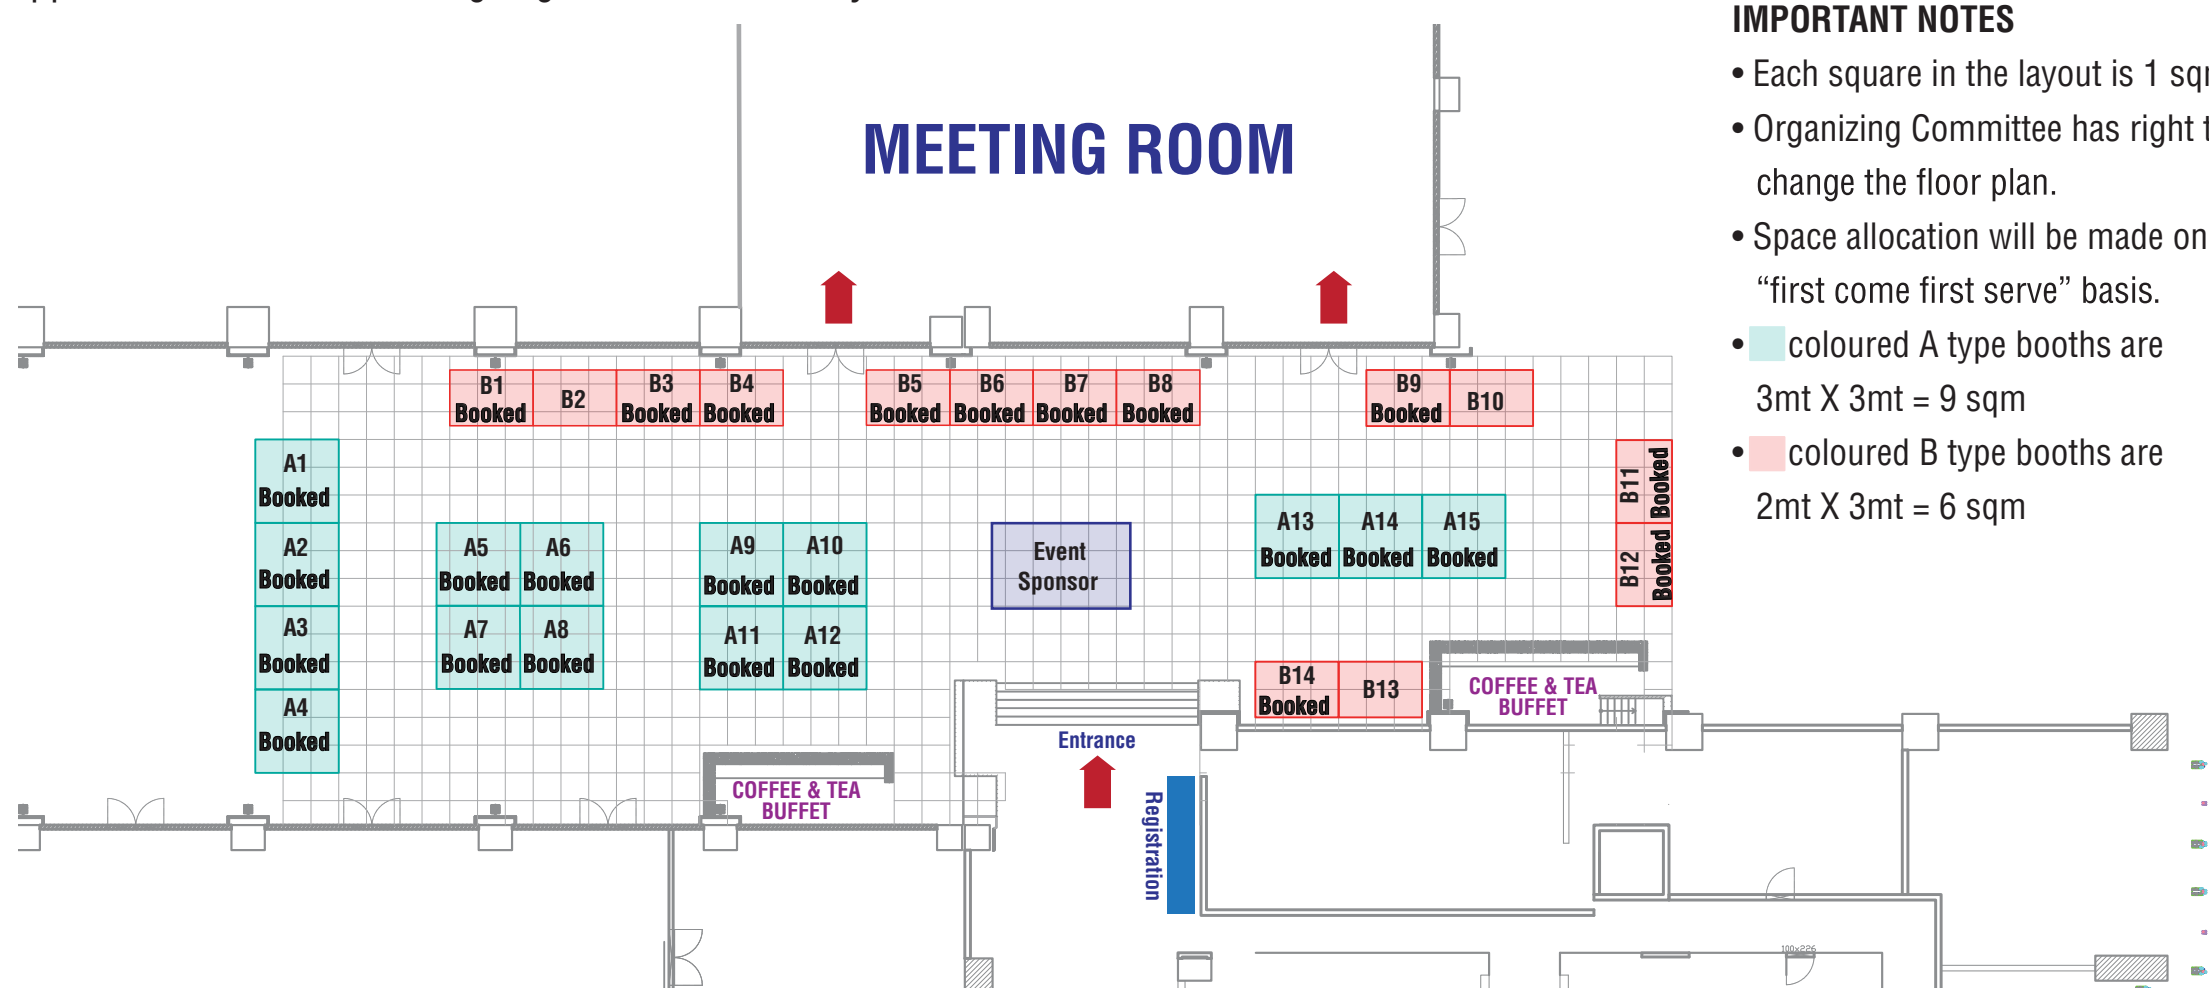 IMPORTANT NOTES
• Each square in the layout is 1
• Organizing Committee has right
change the floor plan.
• Space allocation will be made on
“first come first serve” basis.
• coloured A type booths are
3mt X 3mt = 9 sqm
• coloured B type booths are
2mt X 3mt = 6 sqm
MEETING ROOM
B1
Booked
B2
B3
Booked
B4
Booked
B5
Booked
B6
Booked
B7
Booked
B8
Booked
B9
Booked
B10
B11
Booked
B12
Booked
A1
Booked
A2
Booked
A3
Booked
A4
Booked
A5
Booked
A6
Booked
A7
Booked
A8
Booked
A9
Booked
A10
Booked
A11
Booked
A12
Booked
Event
Sponsor
A13
Booked
A14
Booked
A15
Booked
B14
Booked
B13
COFFEE & TEA
BUFFET
Entrance
COFFEE & TEA
BUFFET
Registration
100x226